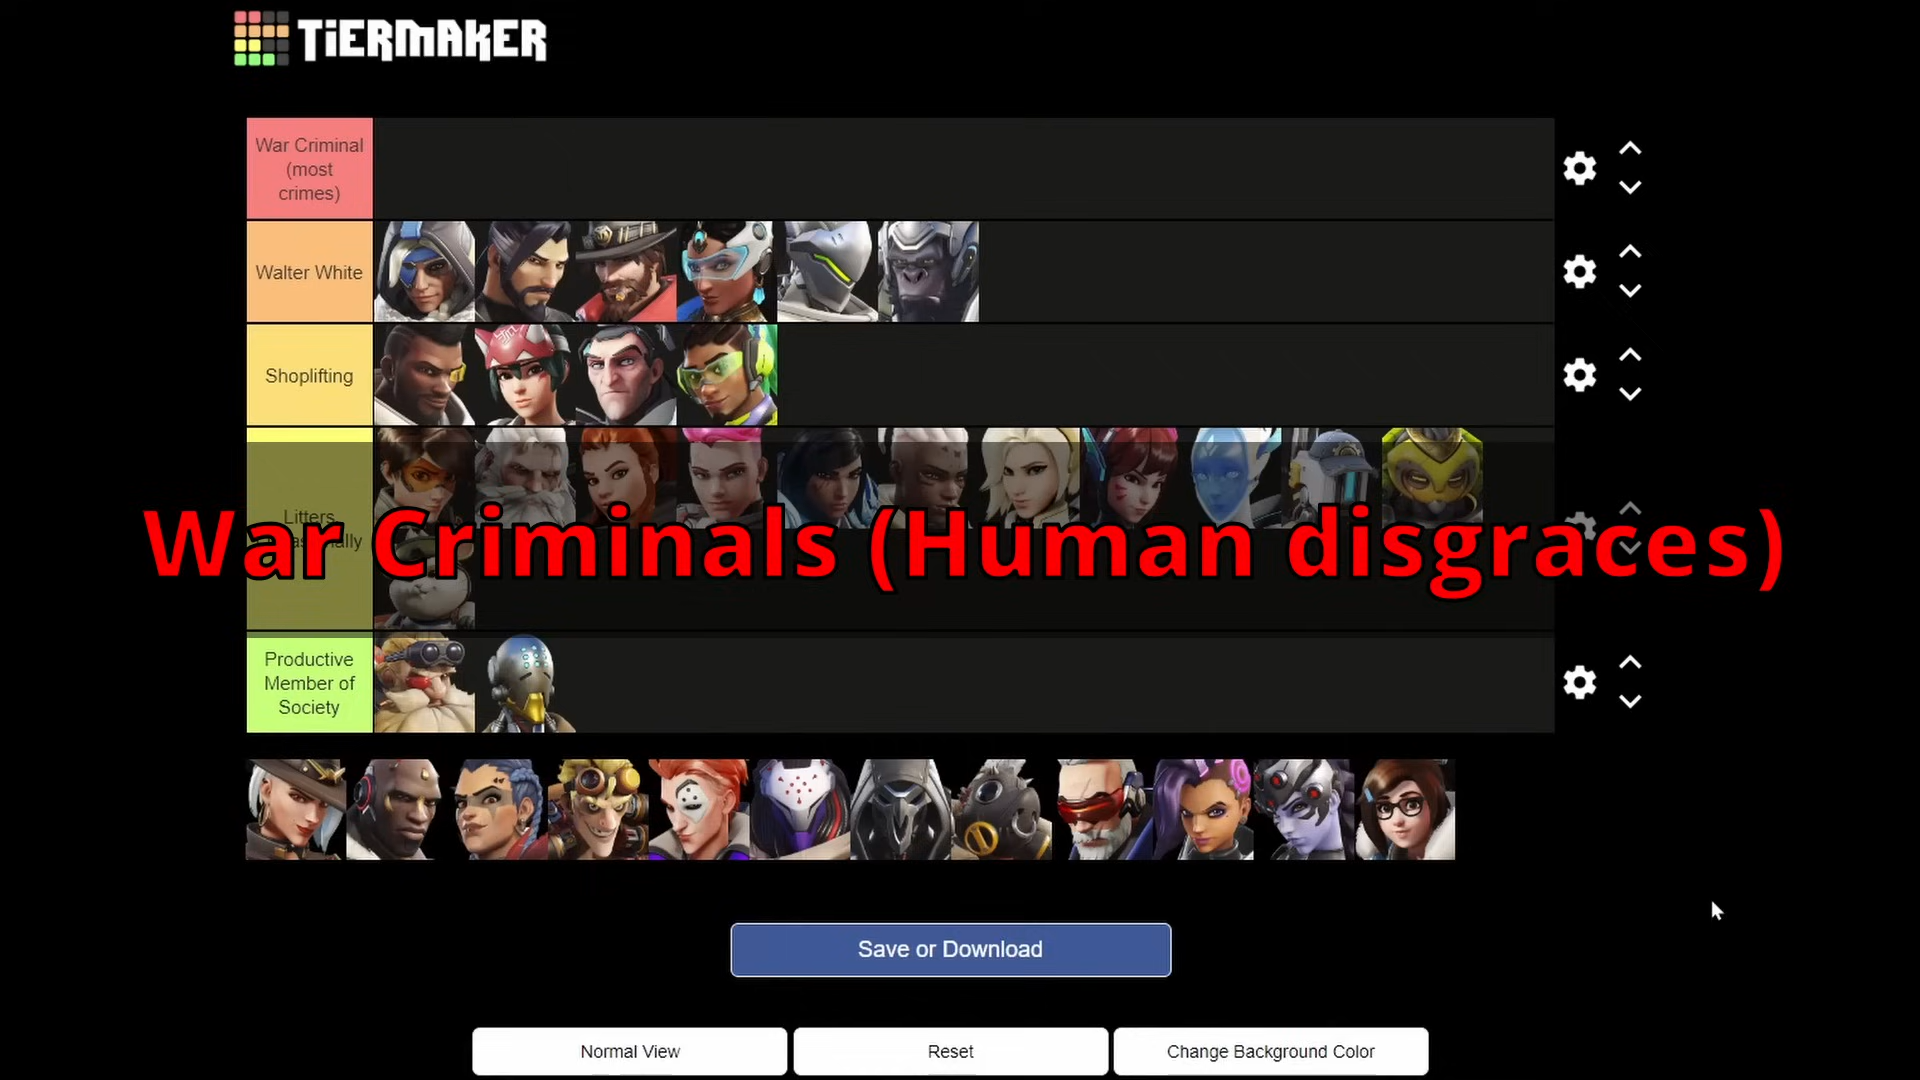 TiERMAKER
War Criminal
(most
crimes)
Walter White
Shoplifting
Litters
War Criminals (Human disgraces)
Productive
Member of
Society
Save or Download
Normal View
Reset
Change Background Color